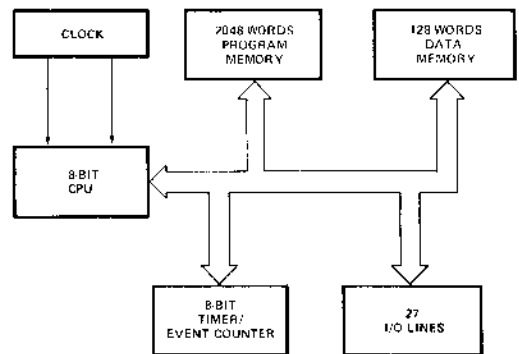 CLOCK
2048 WORDS
PROGRAM
MEMORY
128 WORDS
DATA
MEMORY
8-BIT
CPU
8-BIT
TIMER/
EVENT COUNTER
27
I/O LINES